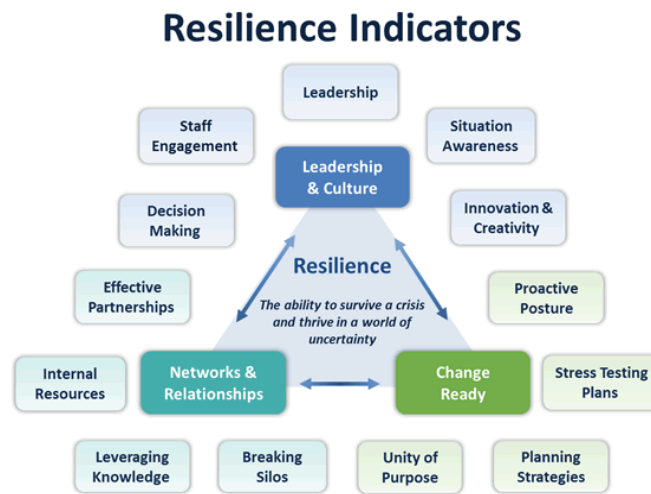 Resilience Indicators
Leadership
Staff
Engagement
Situation
Awareness
Leadership
& Culture
Decision
Making
Innovation &
Creativity
Resilience
The ability to survive a crisis
and thrive in a world of
uncertainty
Effective
Partnerships
Proactive
Posture
Internal
Resources
Networks &
Relationships
Change
Ready
Stress Testing
Plans
Leveraging
Knowledge
Breaking
Silos
Unity of
Purpose
Planning
Strategies